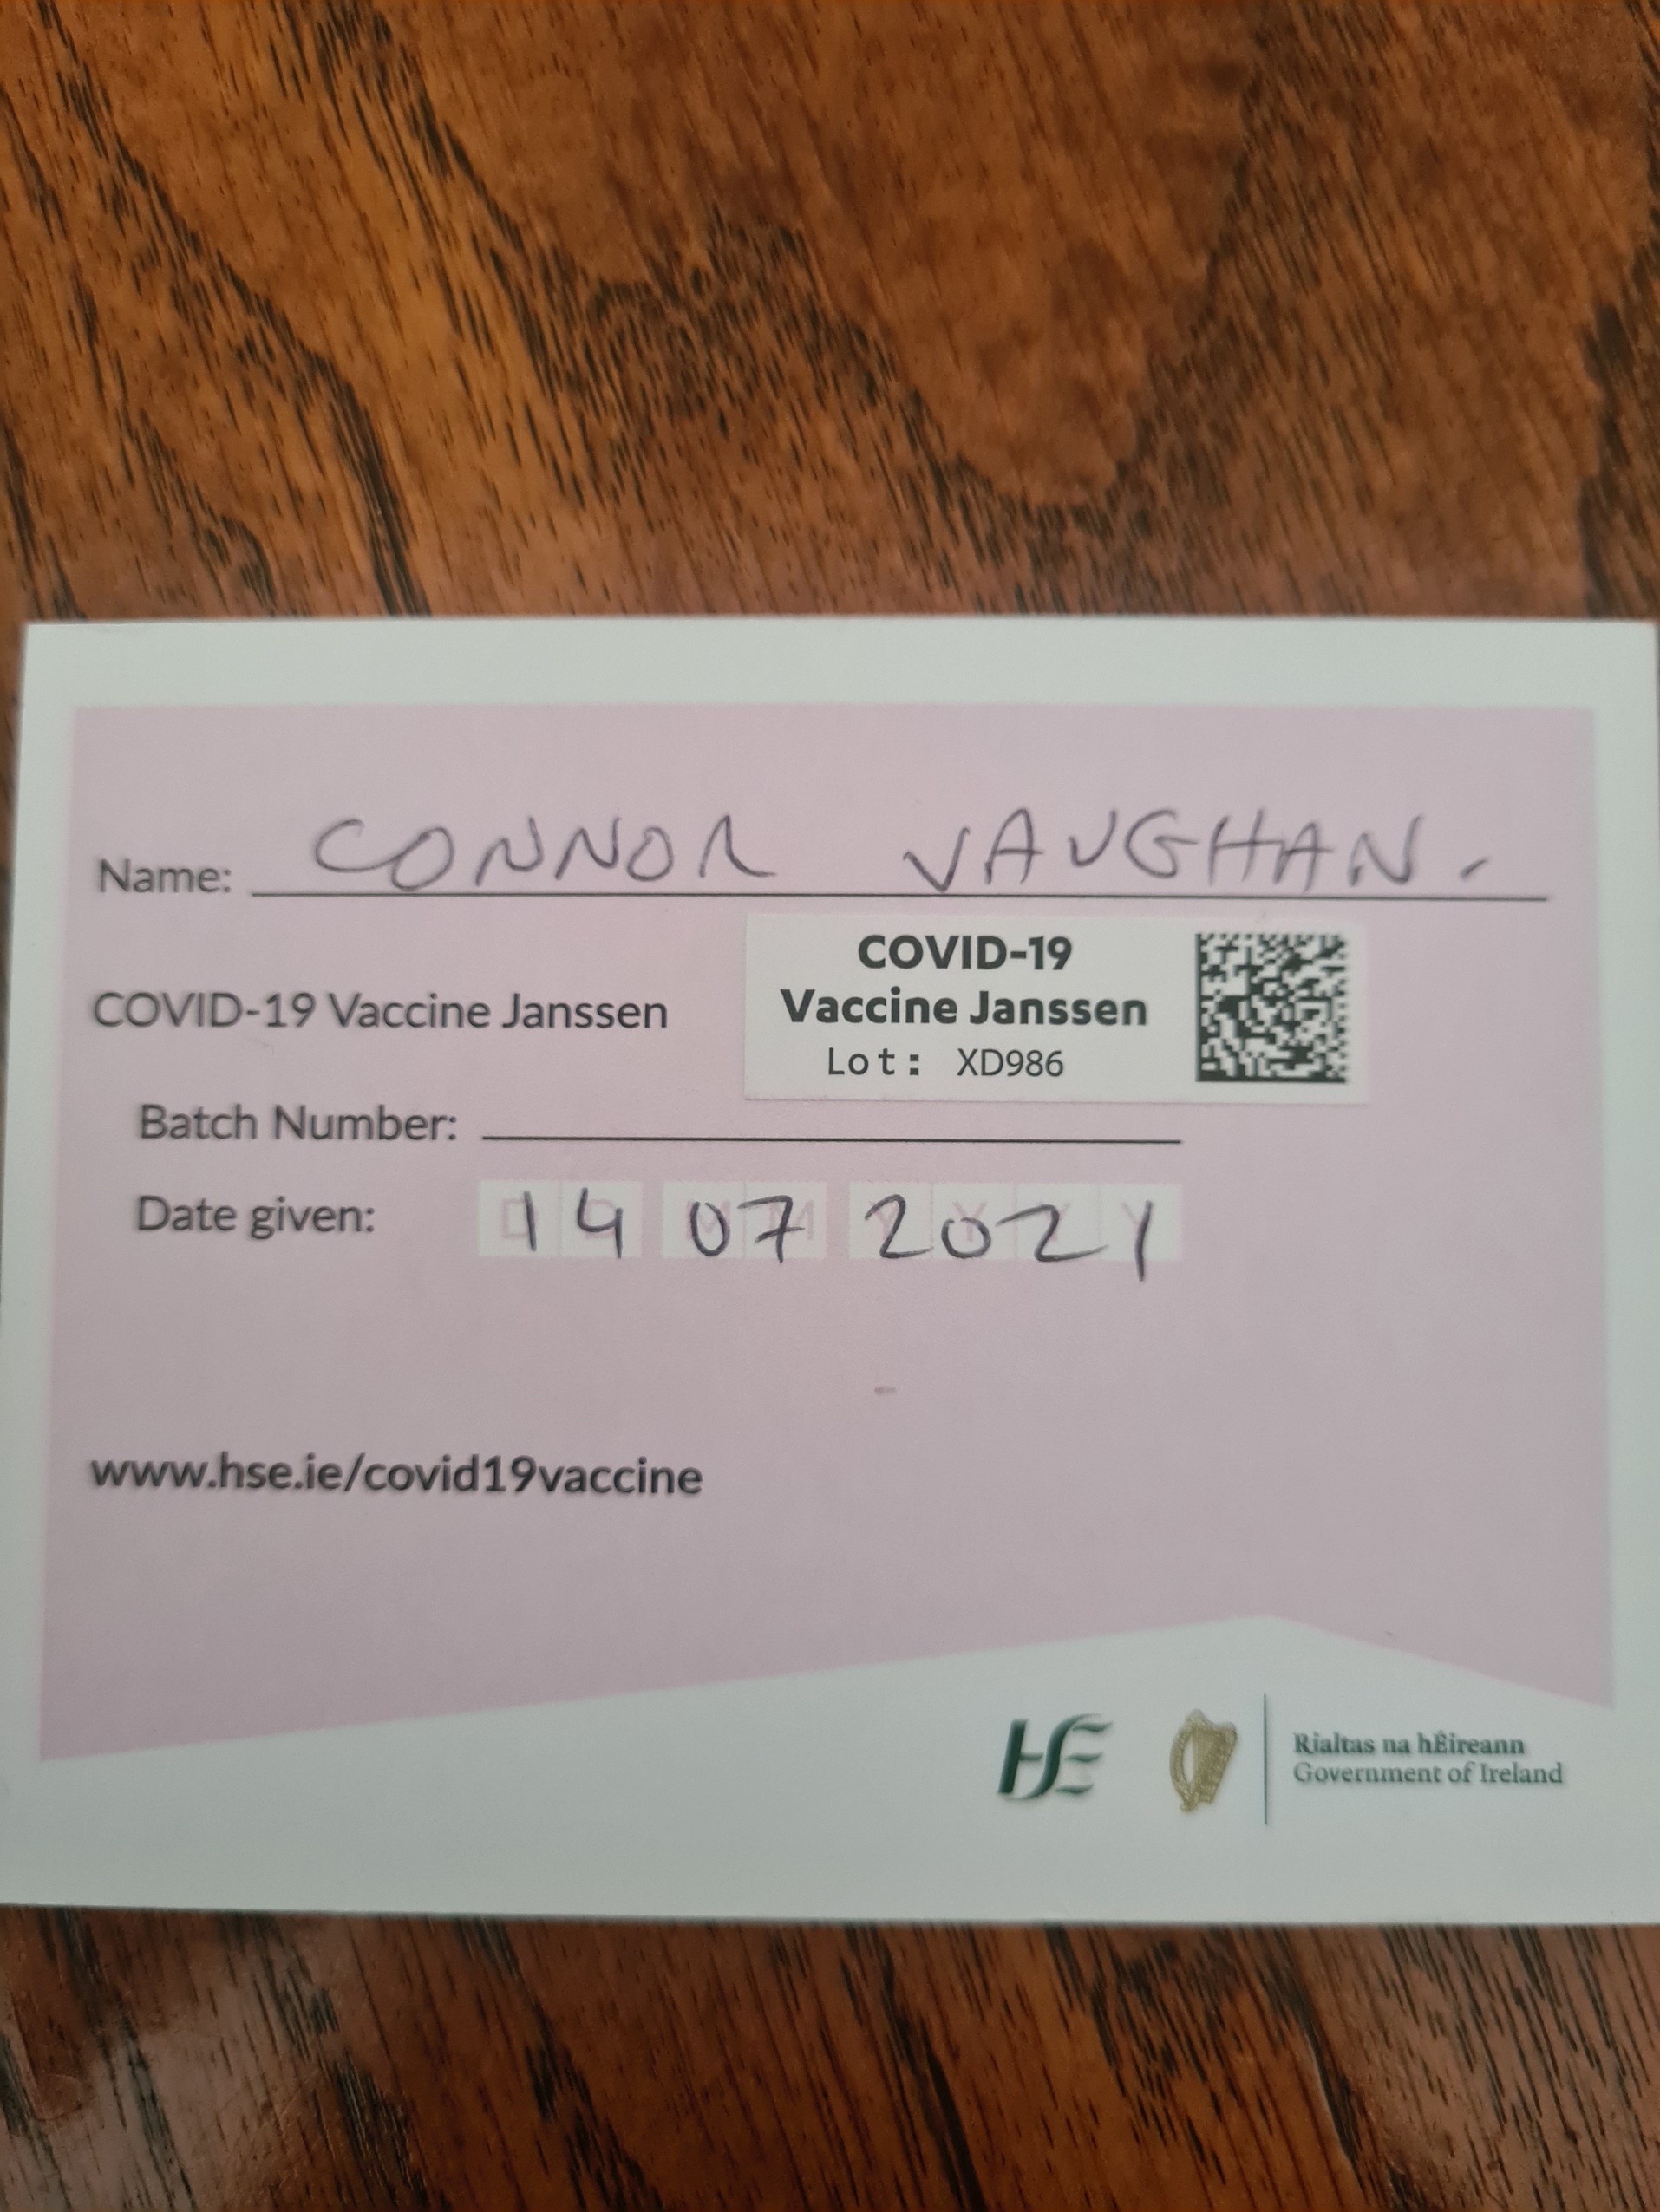 Name: CONNOR VAUGHAN.
COVID-19
Vaccine Janssen
Lot: XD986
COVID-19 Vaccine Janssen
Batch Number:
Date given: 14 07 2021
www.hse.ie/covid19vaccine
HSE
Rialtas na hÉireann
Government of Ireland